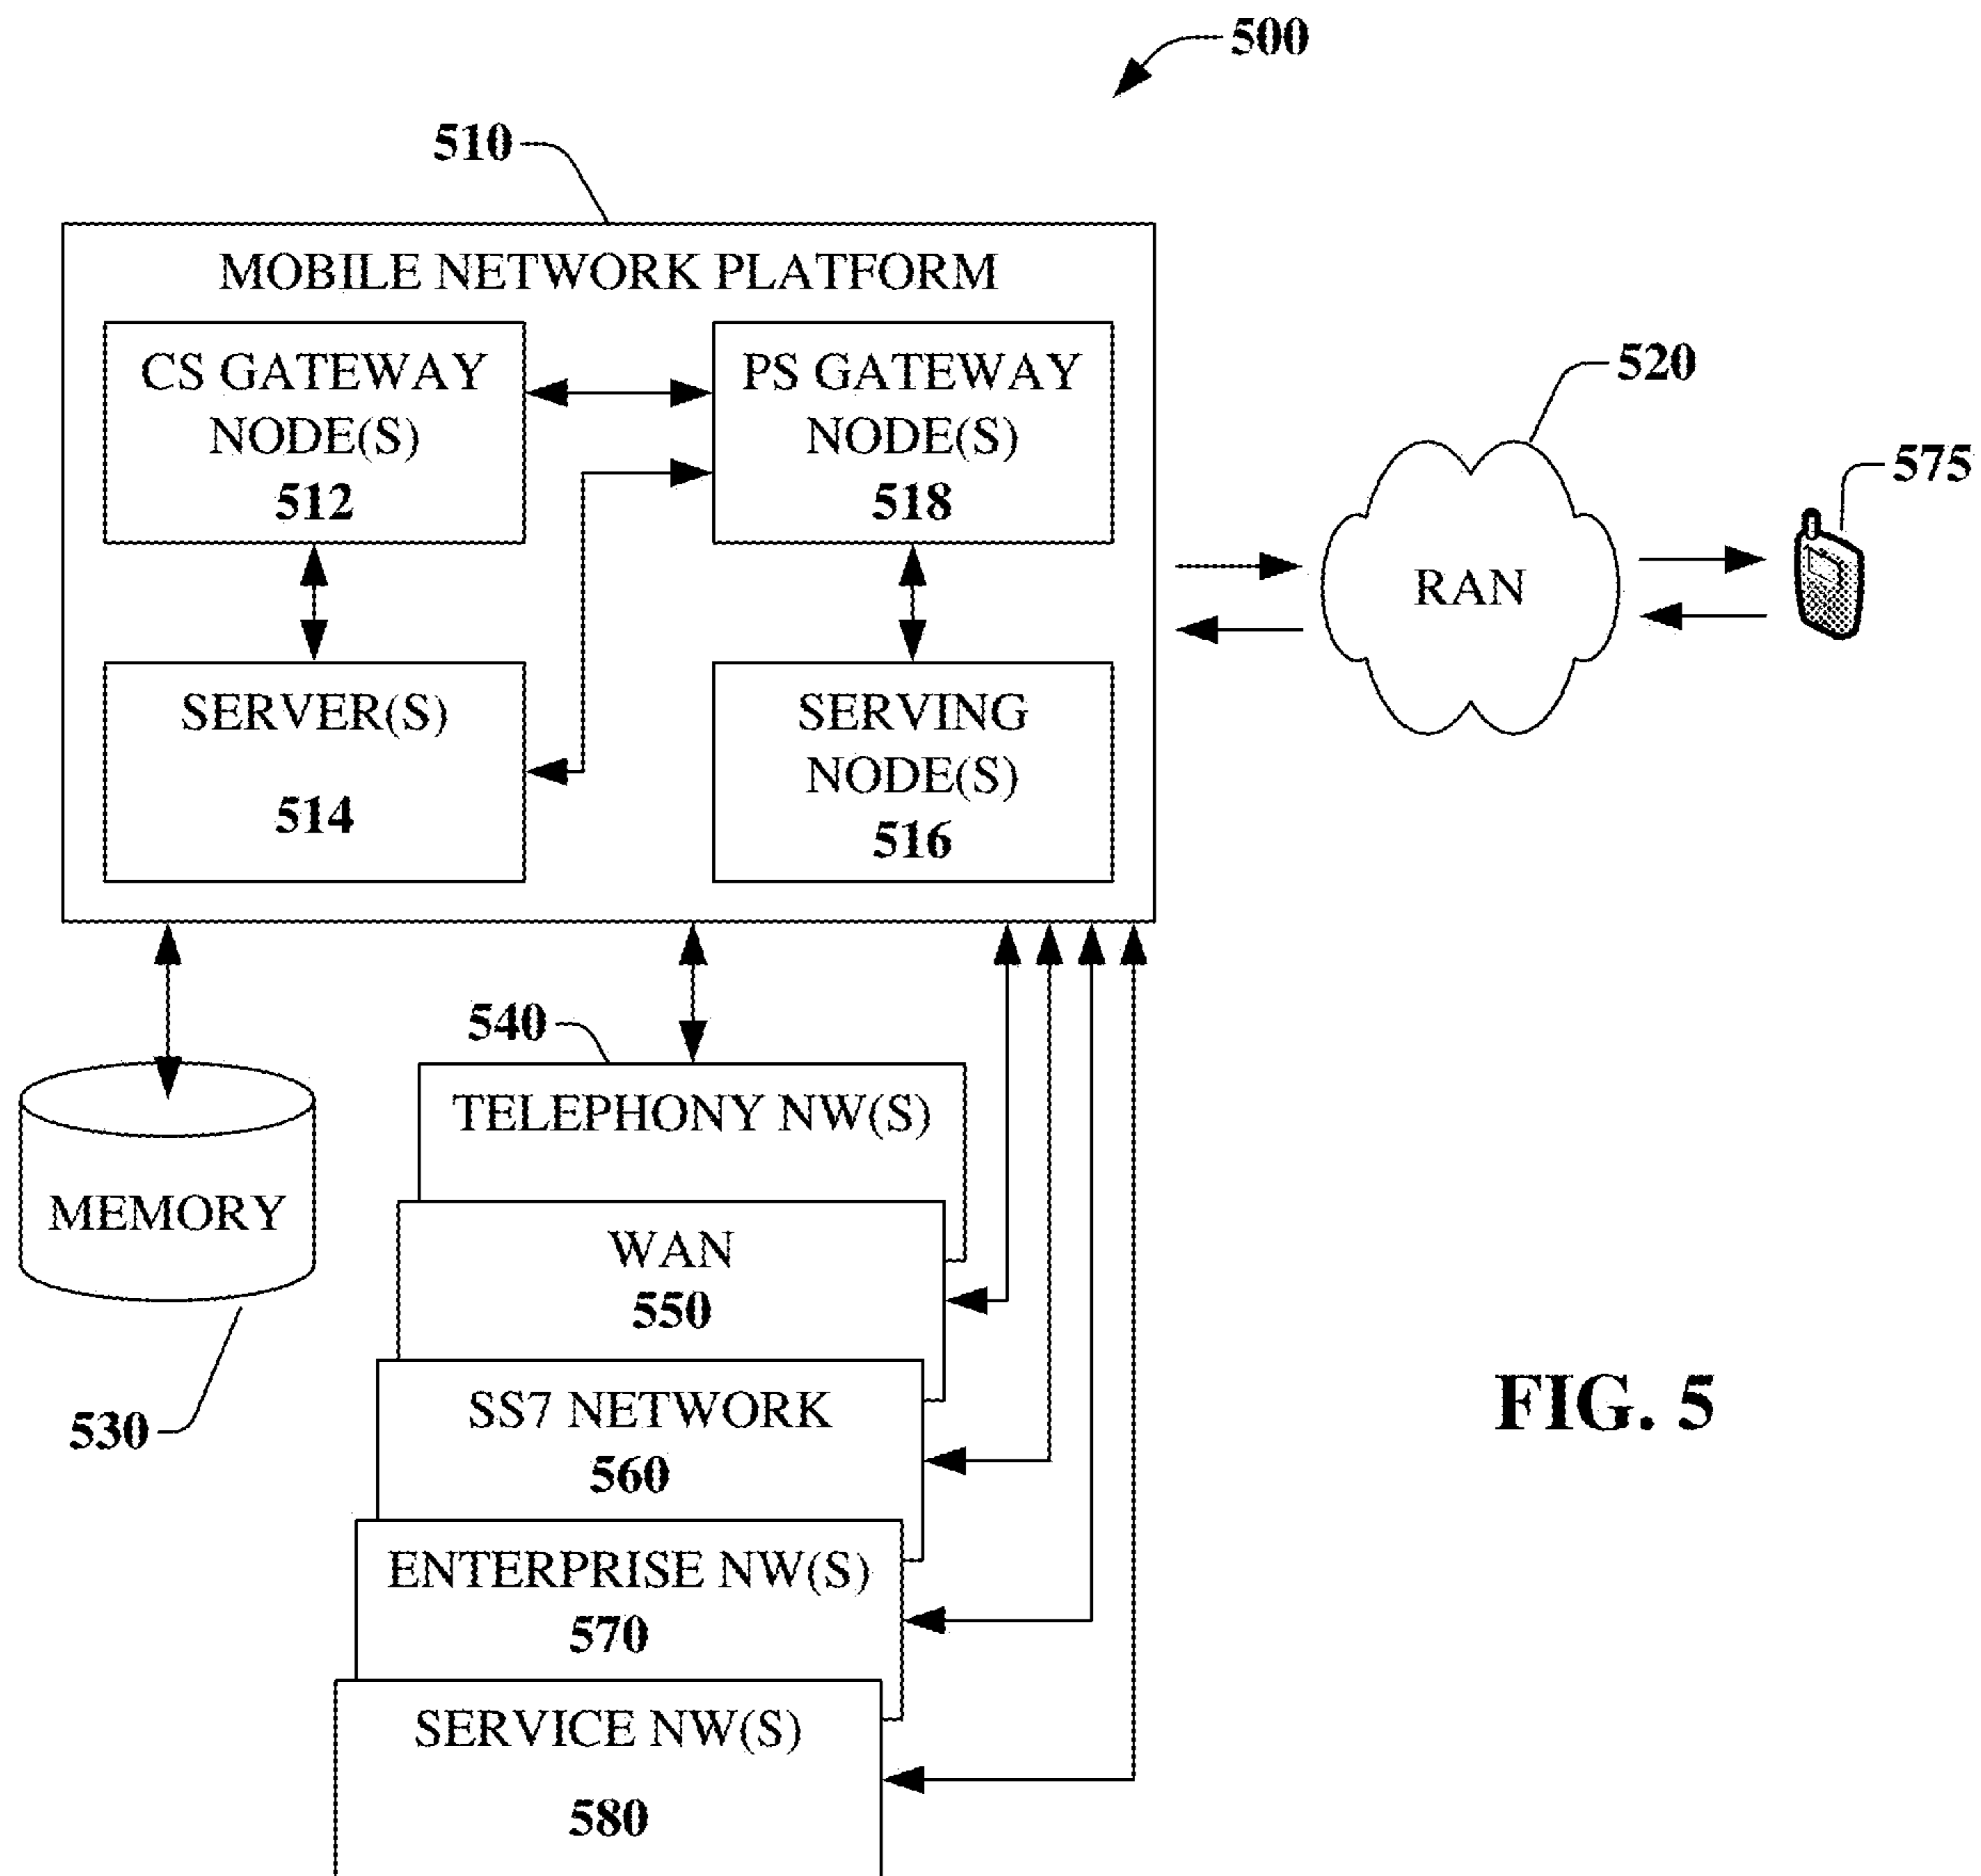 500
510
MOBILE NETWORK PLATFORM
CS GATEWAY
NODE(S)
512
PS GATEWAY
NODE(S)
518
SERVER(S)
514
SERVING
NODE(S)
516
520
RAN
575
540
TELEPHONY NW(S)
MEMORY
530
WAN
550
SS7 NETWORK
560
ENTERPRISE NW(S)
570
SERVICE NW(S)
580
FIG. 5